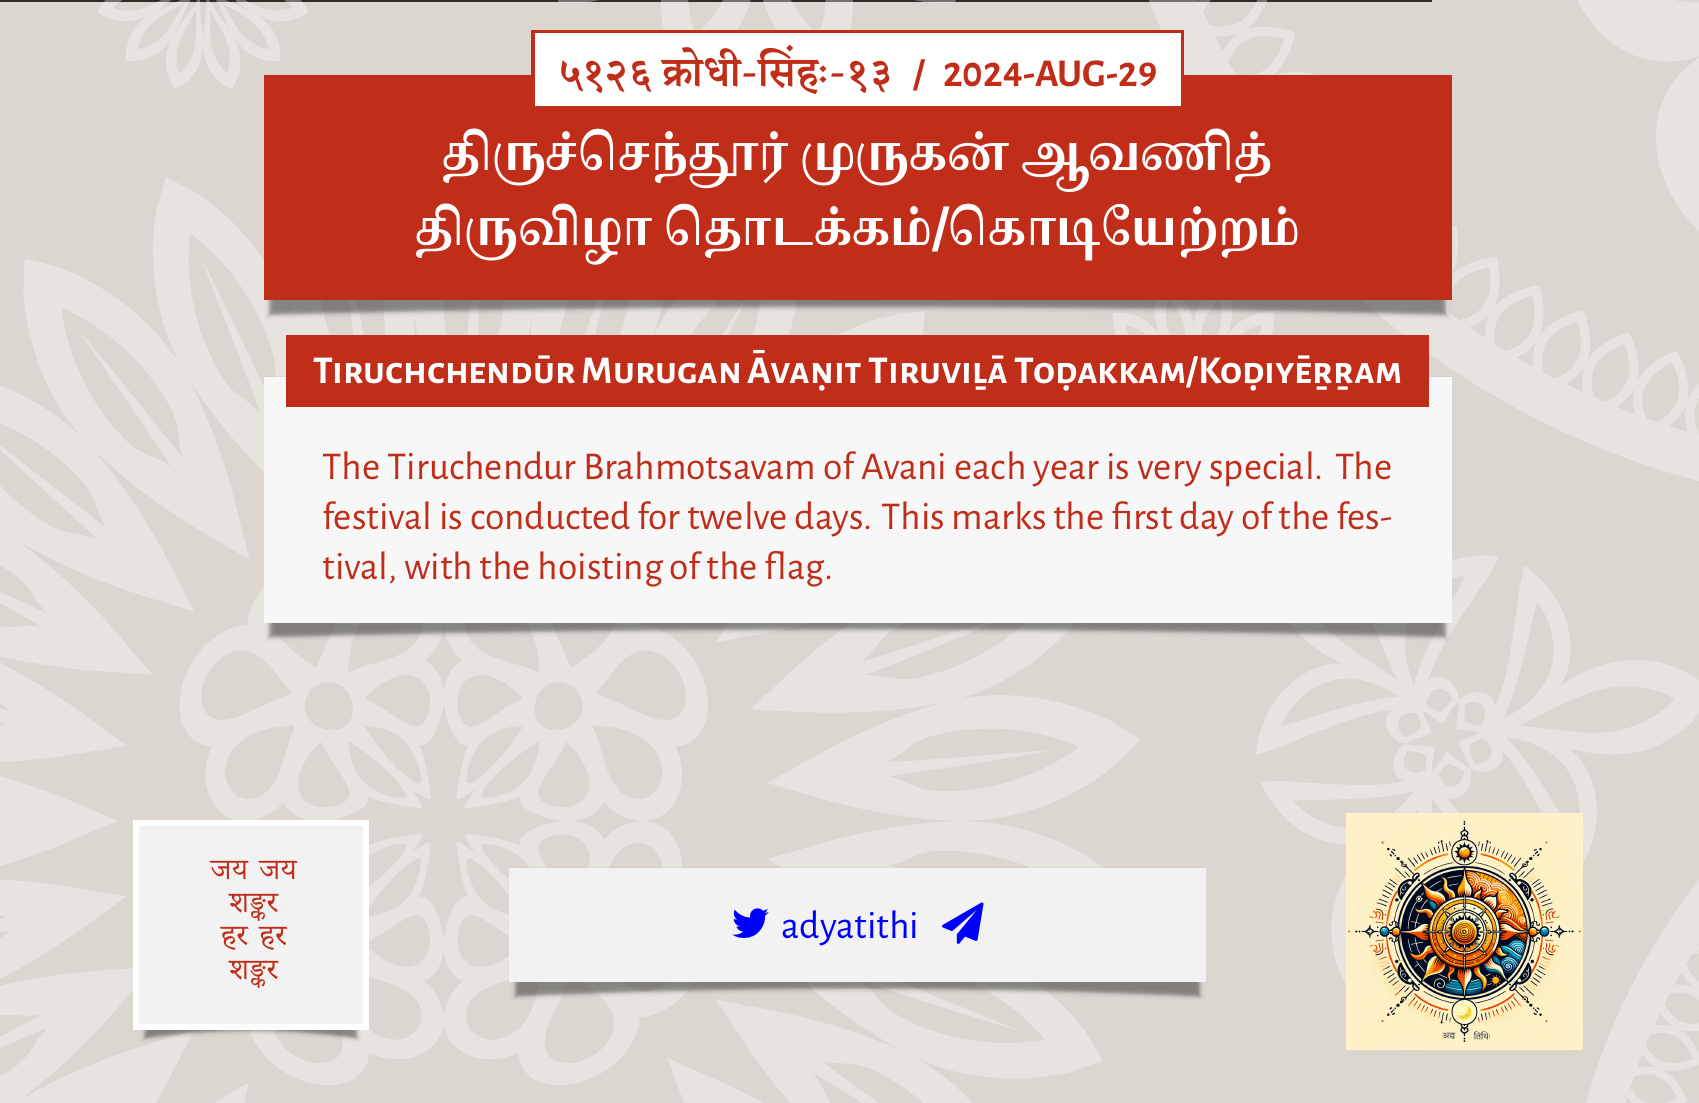 ५१२६ क्रोधी-सिंहः-१३ / 2024-AUG-29
திருச்செந்தூர் முருகன் ஆவணித்
திருவிழா தொடக்கம்/கொடியேற்றம்
Tiruchchendūr Murugan Āvaṇit Tiruviḻā Toḍakkam/Koḍiyēṟṟam
The Tiruchendur Brahmotsavam of Avani each year is very special. The
festival is conducted for twelve days. This marks the first day of the fes-
tival, with the hoisting of the flag.
जय जय
शङ्कर
हर हर
शङ्कर
adyatithi
अद्य तिथिः